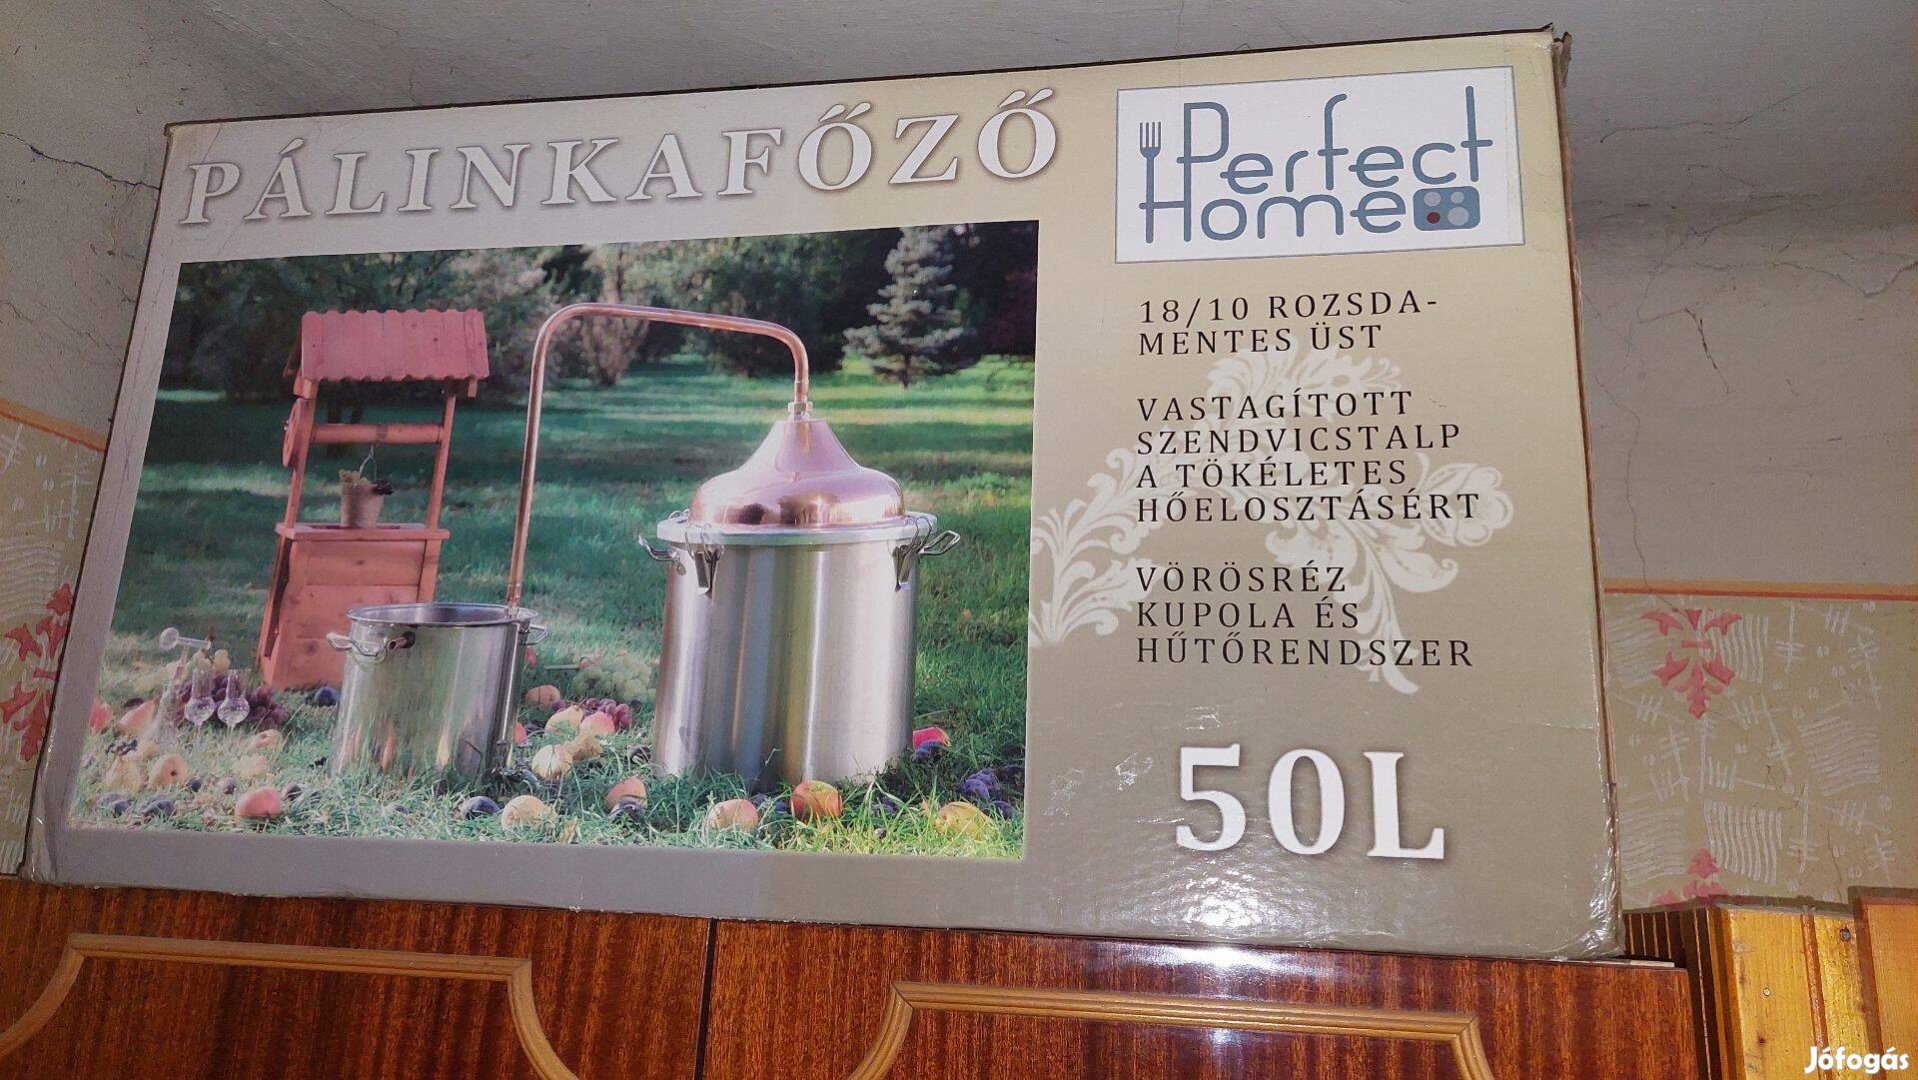 PÁLINKAFŐZŐ
Perfect
Home
18/10 ROZSDA-
MENTES ÜST
VASTAGÍTOTT
SZENDVICSTALP
A TÖKÉLETES
HŐELOSZTÁSÉRT
VÖRÖSRÉZ
KUPOLA ÉS
HŰTŐRENDSZER
50L
Jófogás